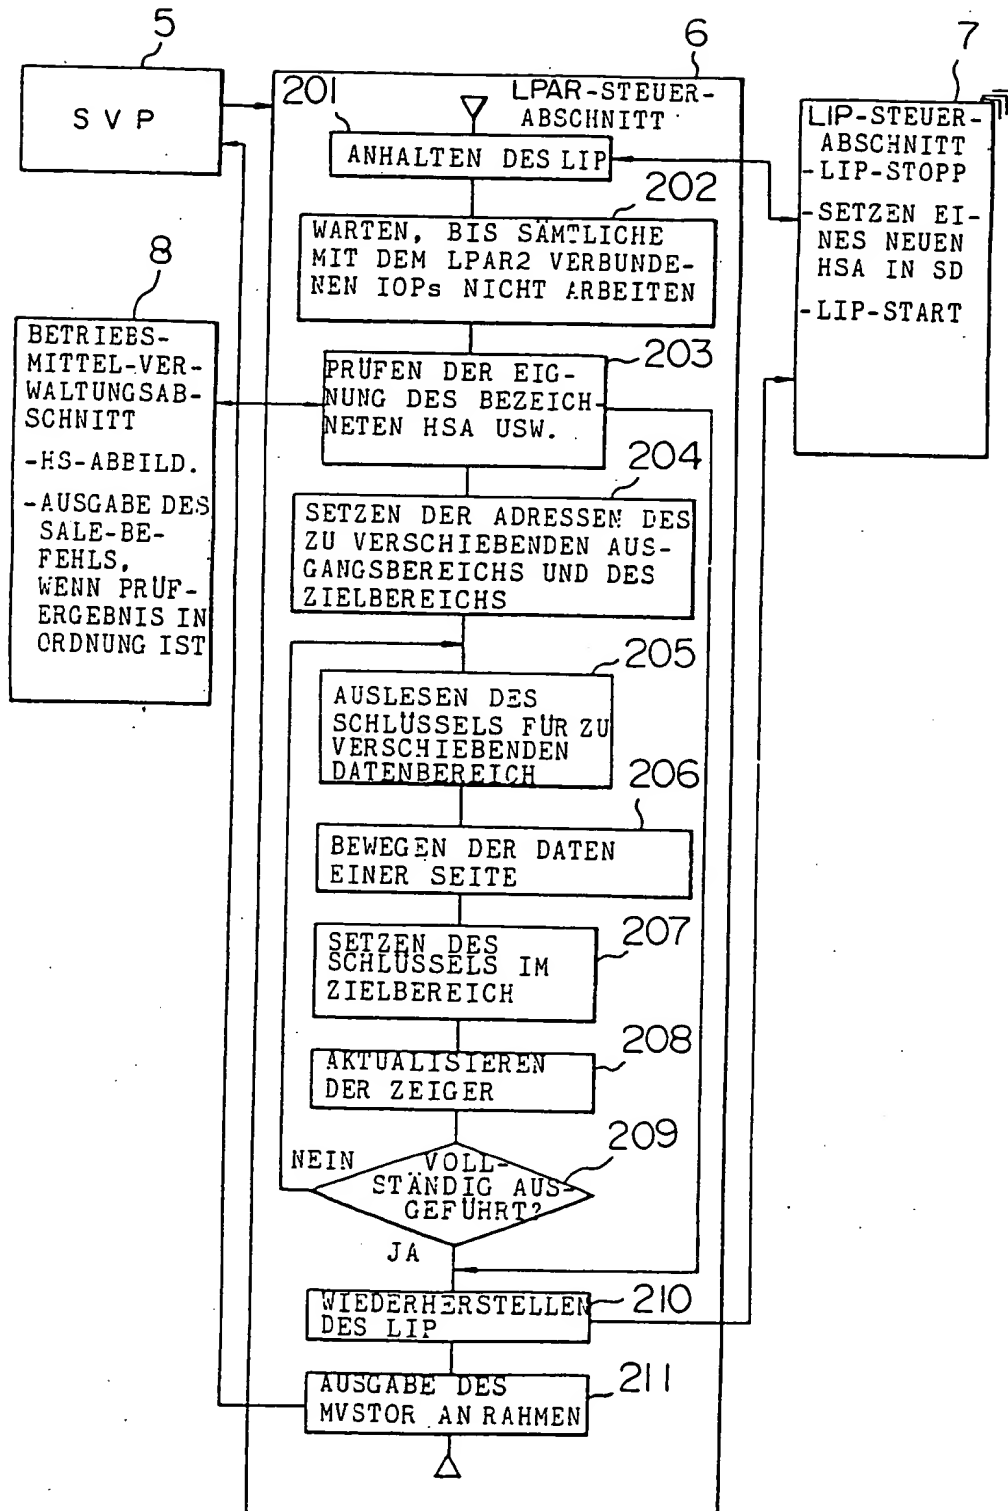 5
SVP
6
LPAR-STEUER-
ABSCHNITT
201
ANHALTEN DES LIP
202
WARTEN, BIS SÄMTLICHE
MIT DEM LPAR2 VERBUNDE-
NEN IOPs NICHT ARBEITEN
203
PRÜFEN DER EIG-
NUNG DES BEZEICH-
NETEN HSA USW.
204
SETZEN DER ADRESSEN DES
ZU VERSCHIEBENDEN AUS-
GANGSBEREICHS UND DES
ZIELBEREICHS
205
AUSLESEN DES
SCHLÜSSELS FÜR ZU
VERSCHIEBENDEN
DATENBEREICH
206
BEWEGEN DER DATEN
EINER SEITE
207
SETZEN DES
SCHLÜSSELS IM
ZIELBEREICH
208
AKTUALISIEREN
DER ZEIGER
209
VOLL-
STÄNDIG AUS-
GEFÜHRT?
NEIN
JA
210
WIEDERHERSTELLEN
DES LIP
211
AUSGABE DES
MVSTOR AN RAHMEN
7
LIP-STEUER-
ABSCHNITT
-LIP-STOPP
-SETZEN EI-
NES NEUEN
HSA IN SD
-LIP-START
8
BETRIEBS-
MITTEL-VER-
WALTUNGSAB-
SCHNITT
-HS-ABBILD.
-AUSGABE DES
SALE-BE-
FEHLS,
WENN PRÜF-
ERGEBNIS IN
ORDNUNG IST